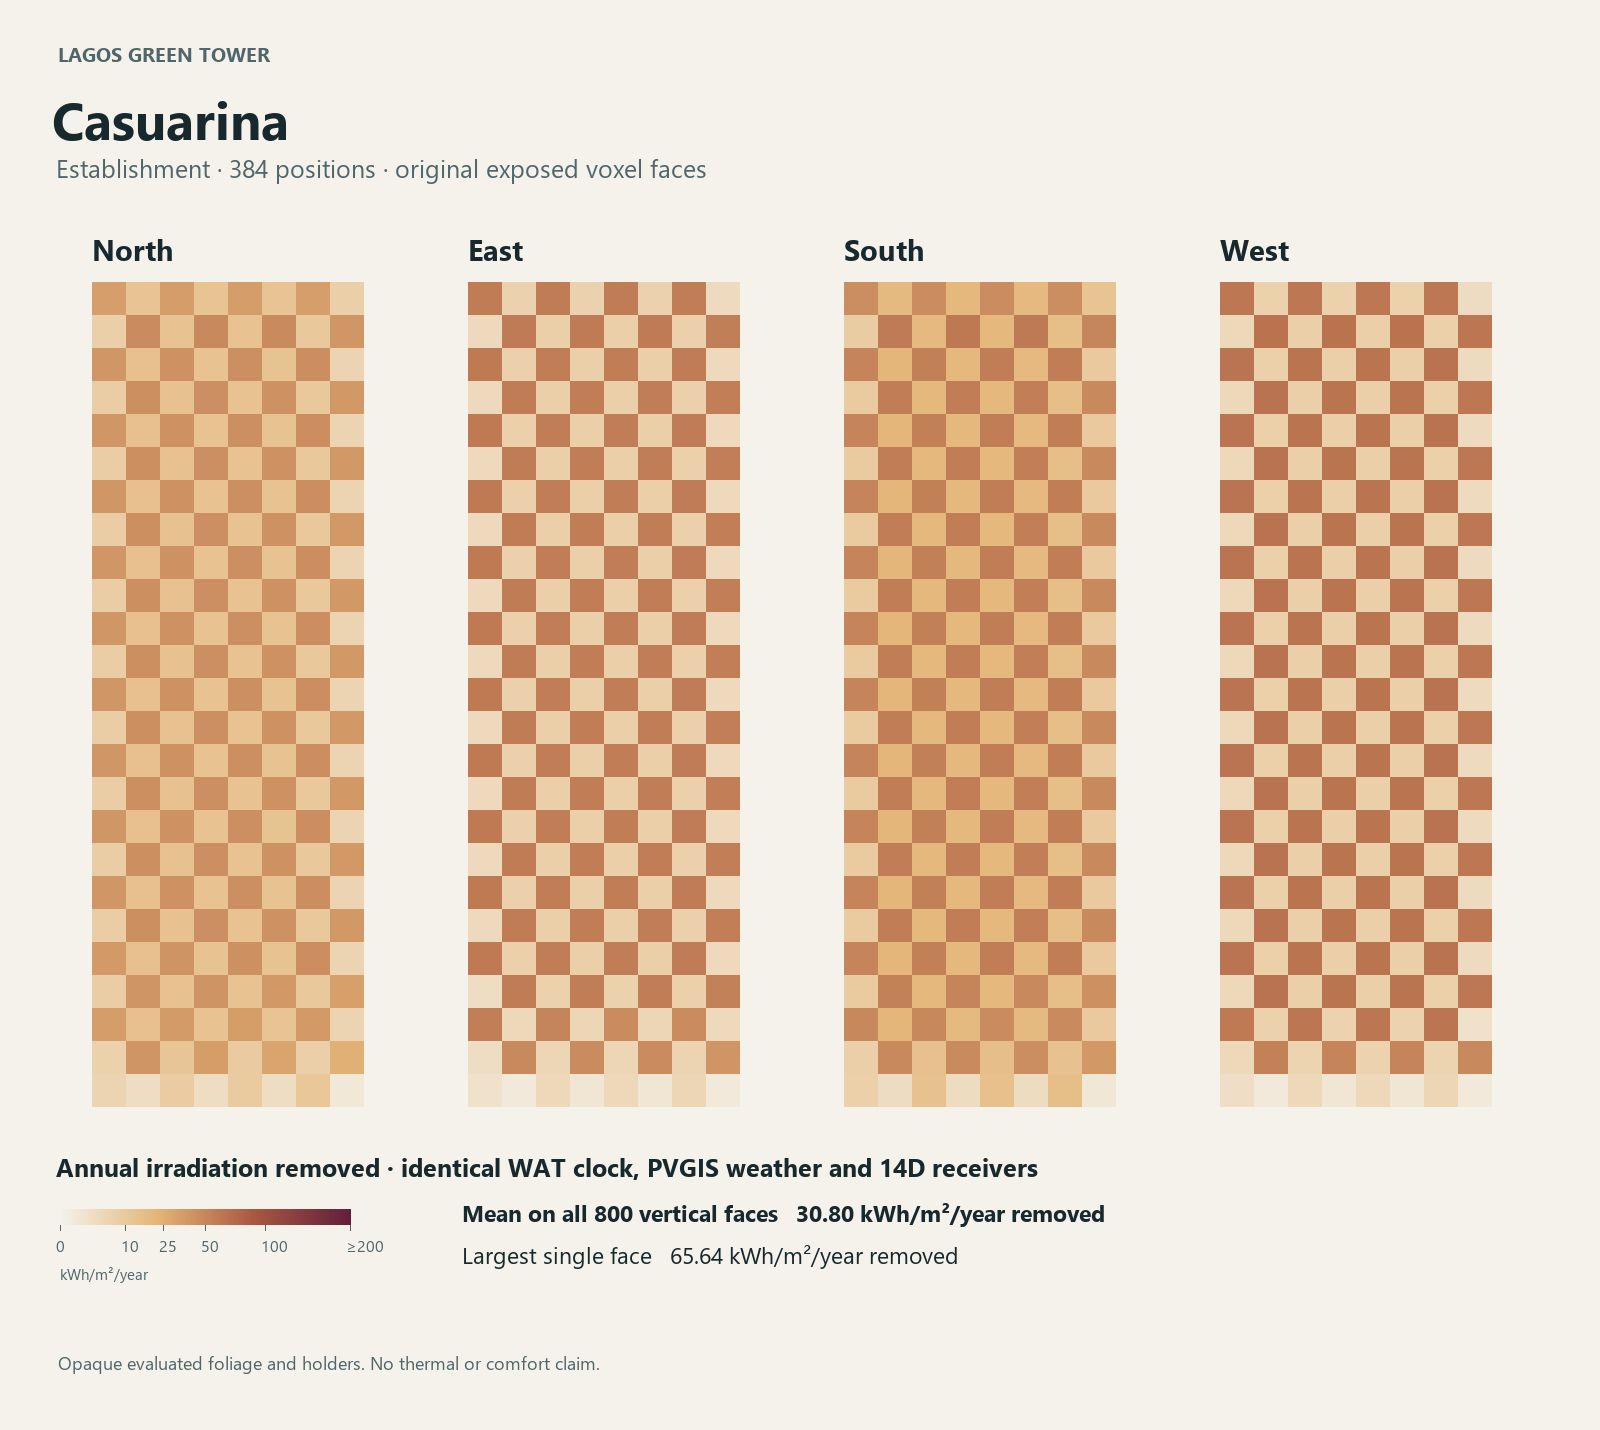 LAGOS GREEN TOWER
Casuarina
Establishment · 384 positions · original exposed voxel faces
North East South West
Annual irradiation removed · identical WAT clock, PVGIS weather and 14D receivers
0 10 25 50 100 ≥200
kWh/m²/year
Mean on all 800 vertical faces 30.80 kWh/m²/year removed
Largest single face 65.64 kWh/m²/year removed
Opaque evaluated foliage and holders. No thermal or comfort claim.